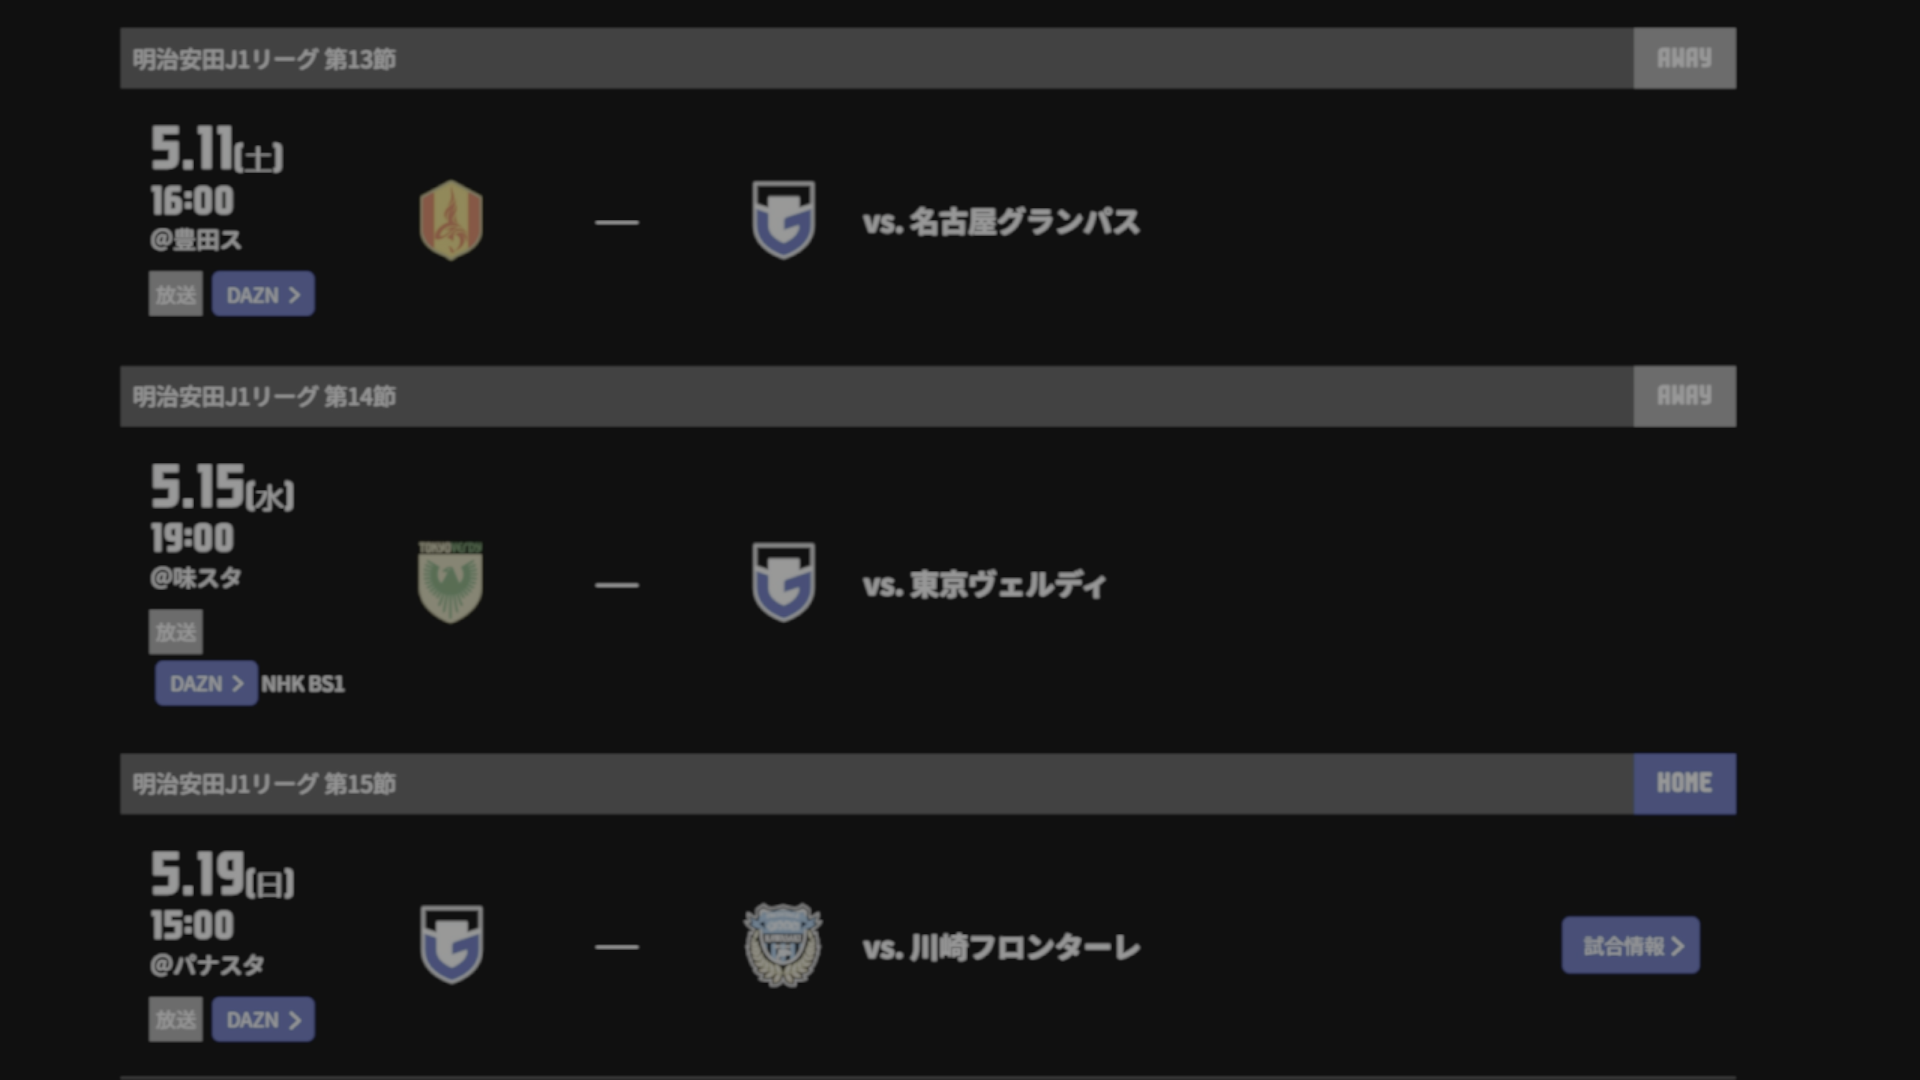 明治安田J1リーグ 第13節
AWAY
5.11(土)
16:00
@豊田ス
放送 DAZN
vs. 名古屋グランパス
明治安田J1リーグ 第14節
AWAY
5.15(水)
19:00
@味スタ
放送
DAZN NHK BS1
vs. 東京ヴェルディ
明治安田J1リーグ 第15節
HOME
5.19(日)
15:00
@パナスタ
放送 DAZN
vs. 川崎フロンターレ
試合情報